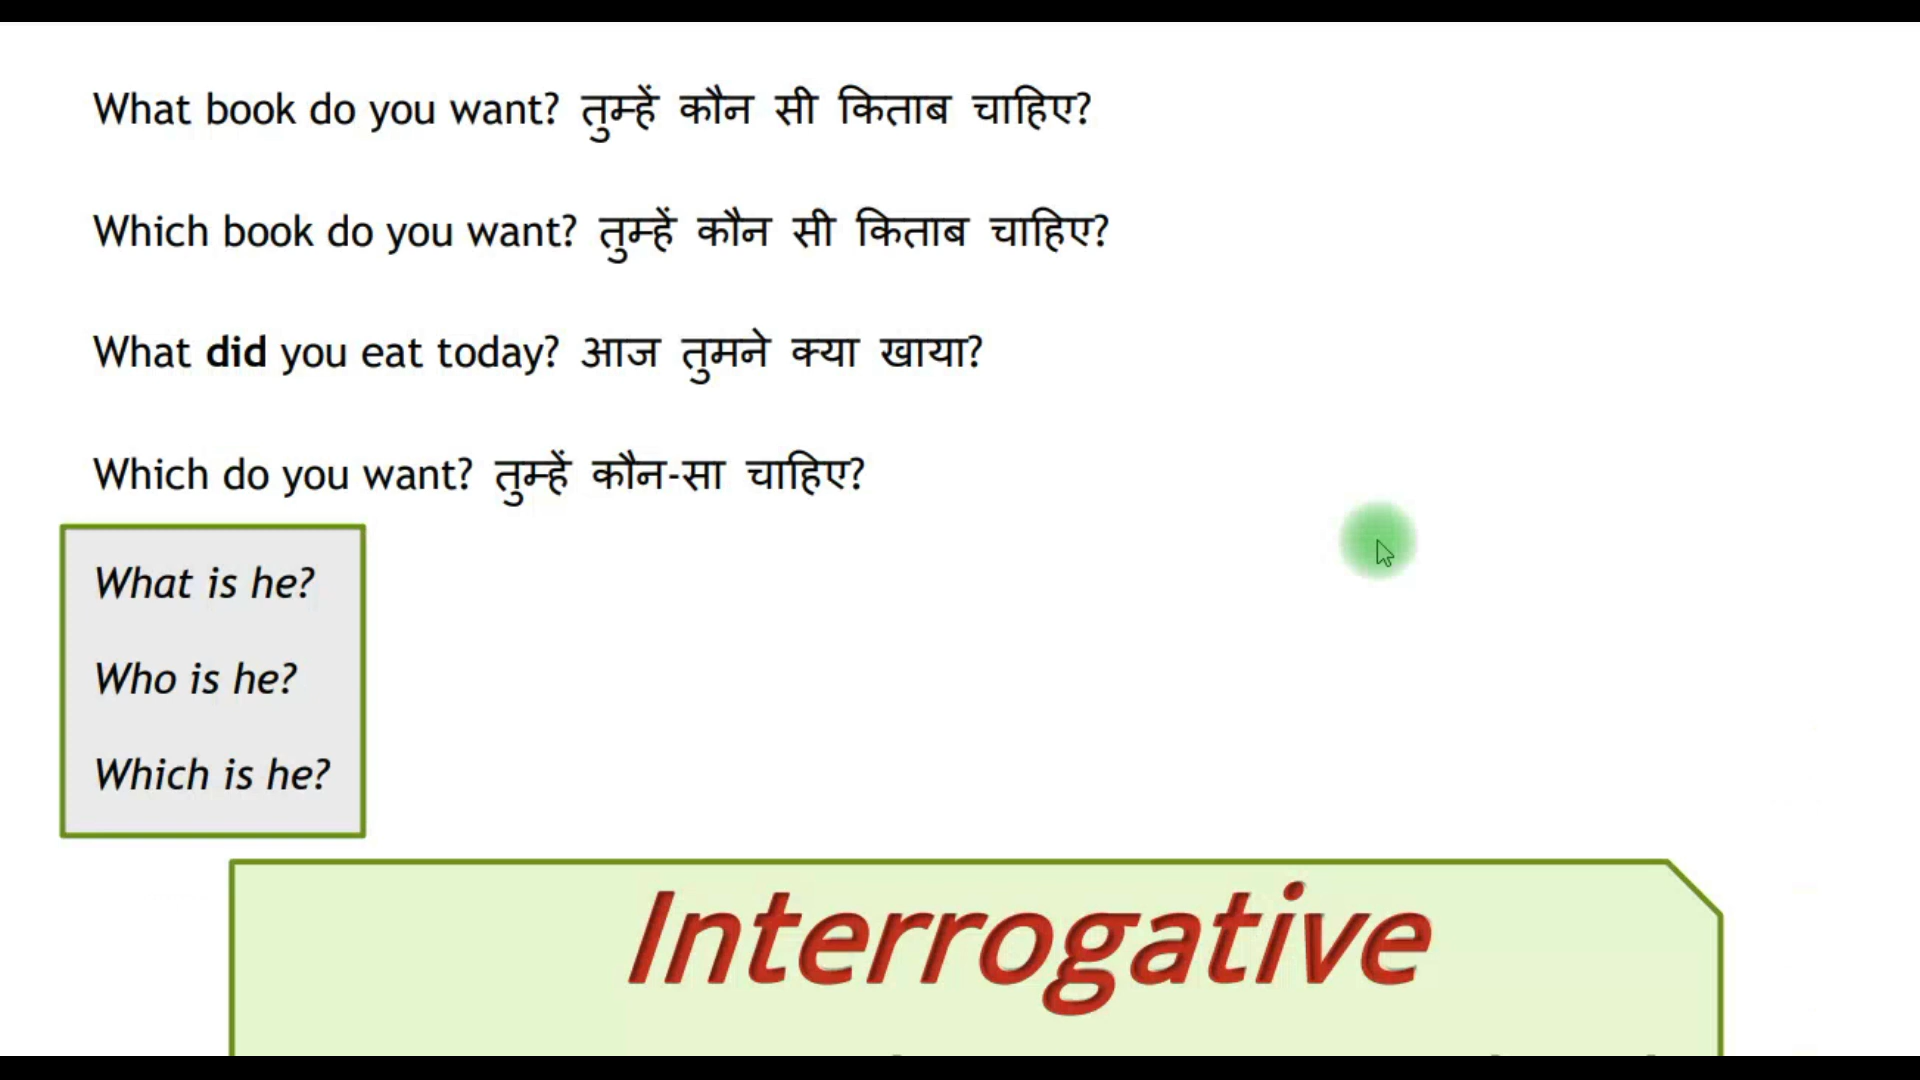 What book do you want? तुम्हें कौन सी किताब चाहिए?
Which book do you want? तुम्हें कौन सी किताब चाहिए?
What did you eat today? आज तुमने क्या खाया?
Which do you want? तुम्हें कौन-सा चाहिए?
What is he?
Who is he?
Which is he?
Interrogative